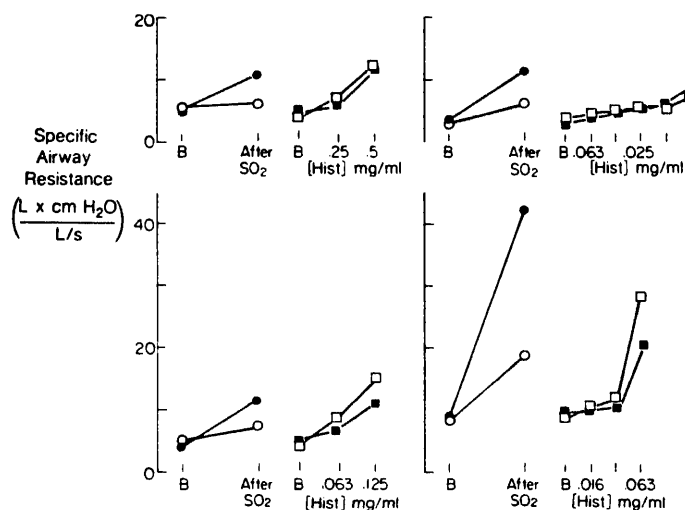 20
10
0
B
After
SO₂
B
.25
.5
[Hist] mg/ml
B
After
SO₂
B
.063
.025
[Hist] mg/ml
Specific
Airway
Resistance
(L x cm H₂O
L/s)
40
20
0
B
After
SO₂
B
.063
.125
[Hist] mg/ml
B
After
SO₂
B
.016
.063
[Hist] mg/ml